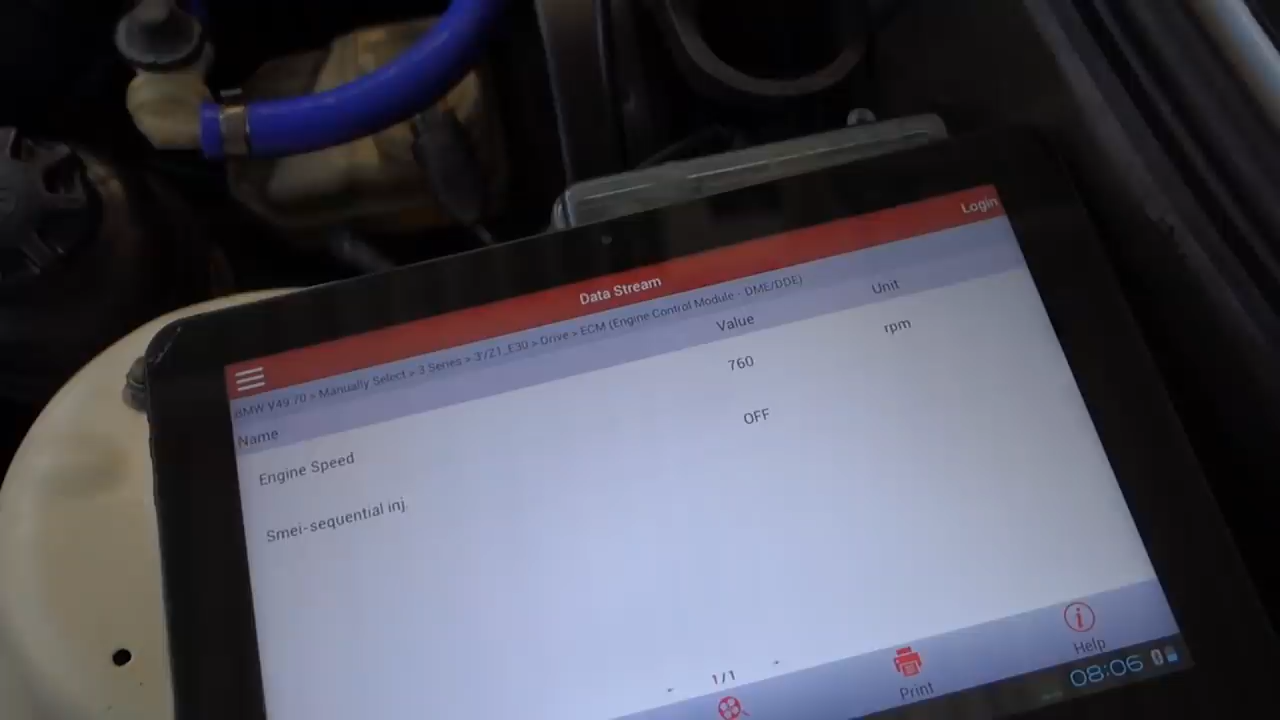 Login
Data Stream
BMW V49.70 > Manually Select > 3 Series > 3'/Z1_E30 > Drive > ECM (Engine Control Module - DME/DDE)
Name Value Unit
Engine Speed 760 rpm
Smei-sequential inj. OFF
1/1
Print
Help
08:06